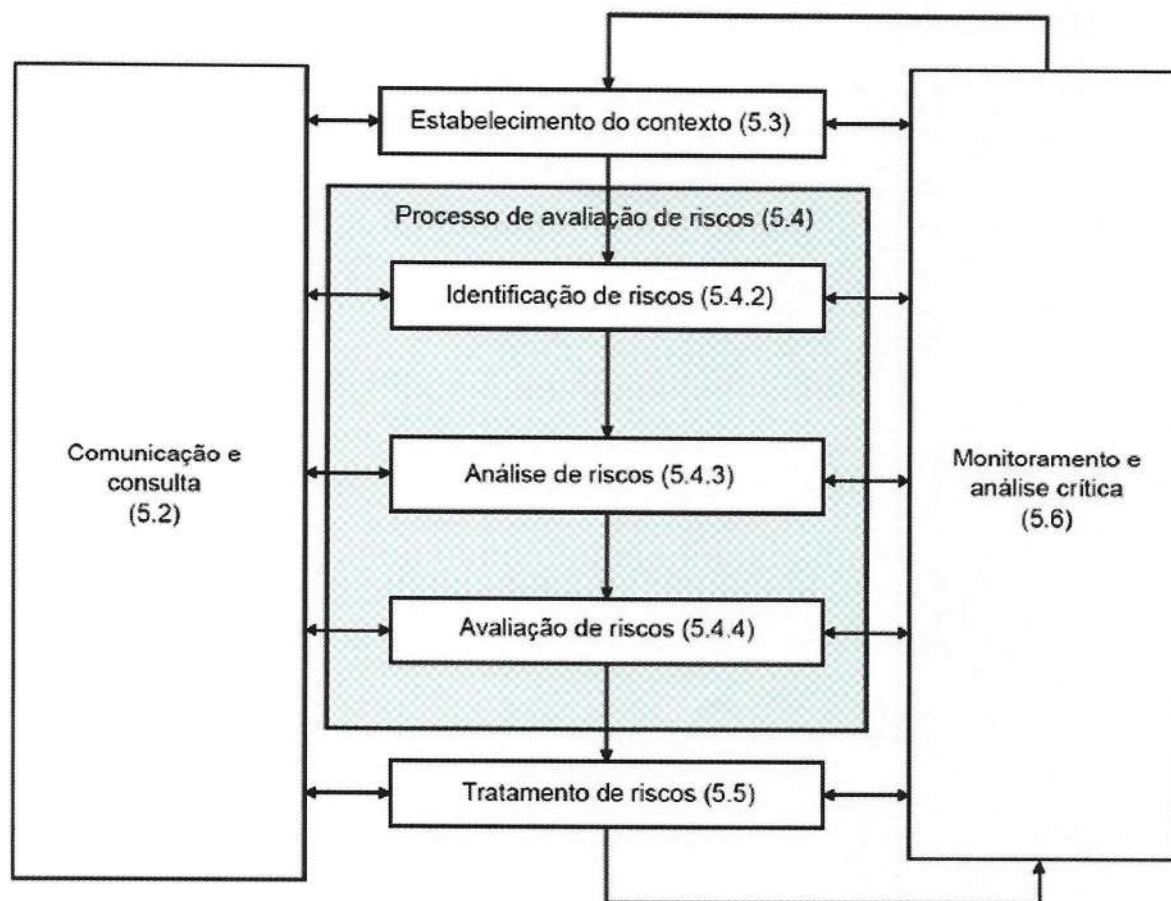 Estabelecimento do contexto (5.3)
Processo de avaliação de riscos (5.4)
Identificação de riscos (5.4.2)
Análise de riscos (5.4.3)
Avaliação de riscos (5.4.4)
Tratamento de riscos (5.5)
Comunicação e
consulta
(5.2)
Monitoramento e
análise crítica
(5.6)